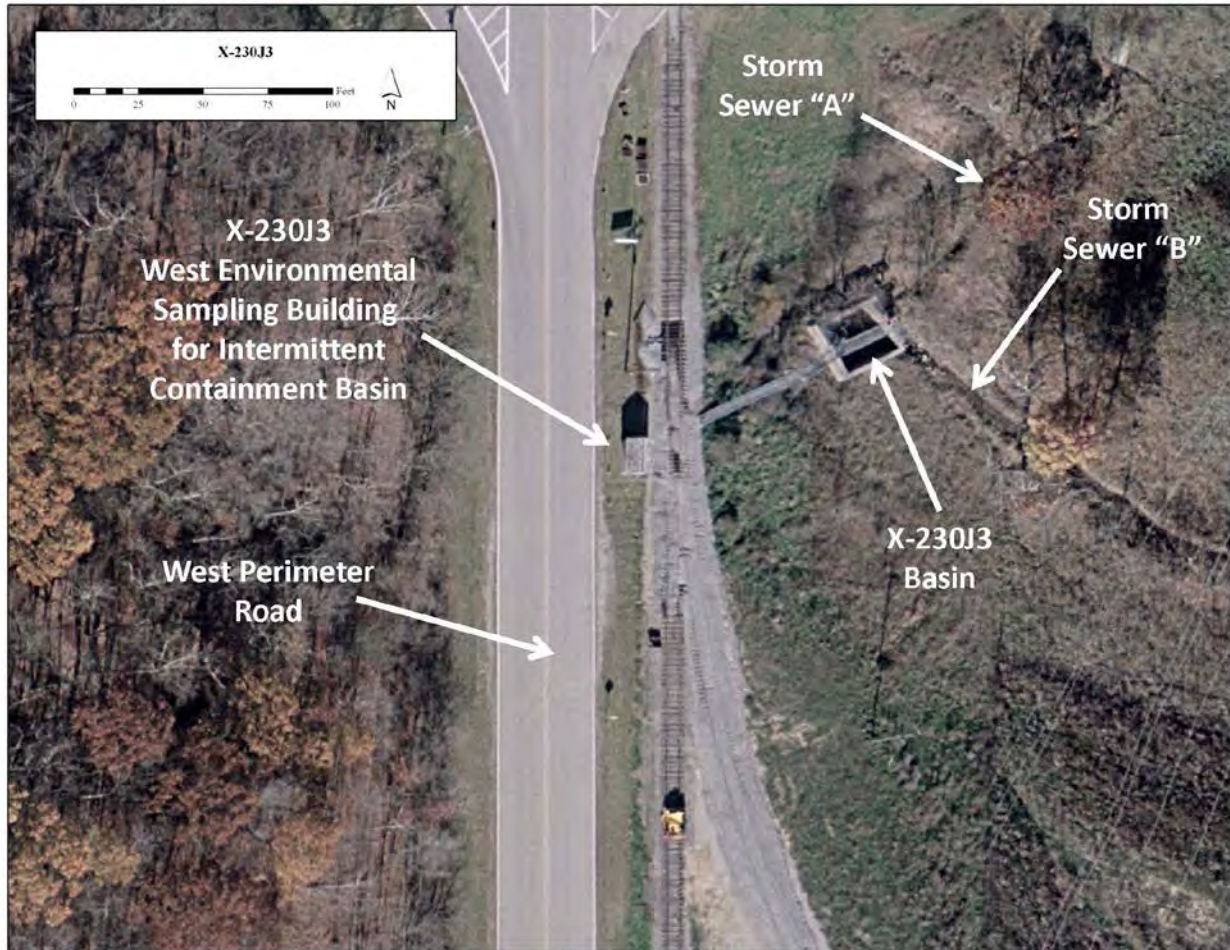 X-230J3
Feet
0 25 50 75 100
N
Storm
Sewer “A”
Storm
Sewer “B”
X-230J3
West Environmental
Sampling Building
for Intermittent
Containment Basin
X-230J3
Basin
West Perimeter
Road